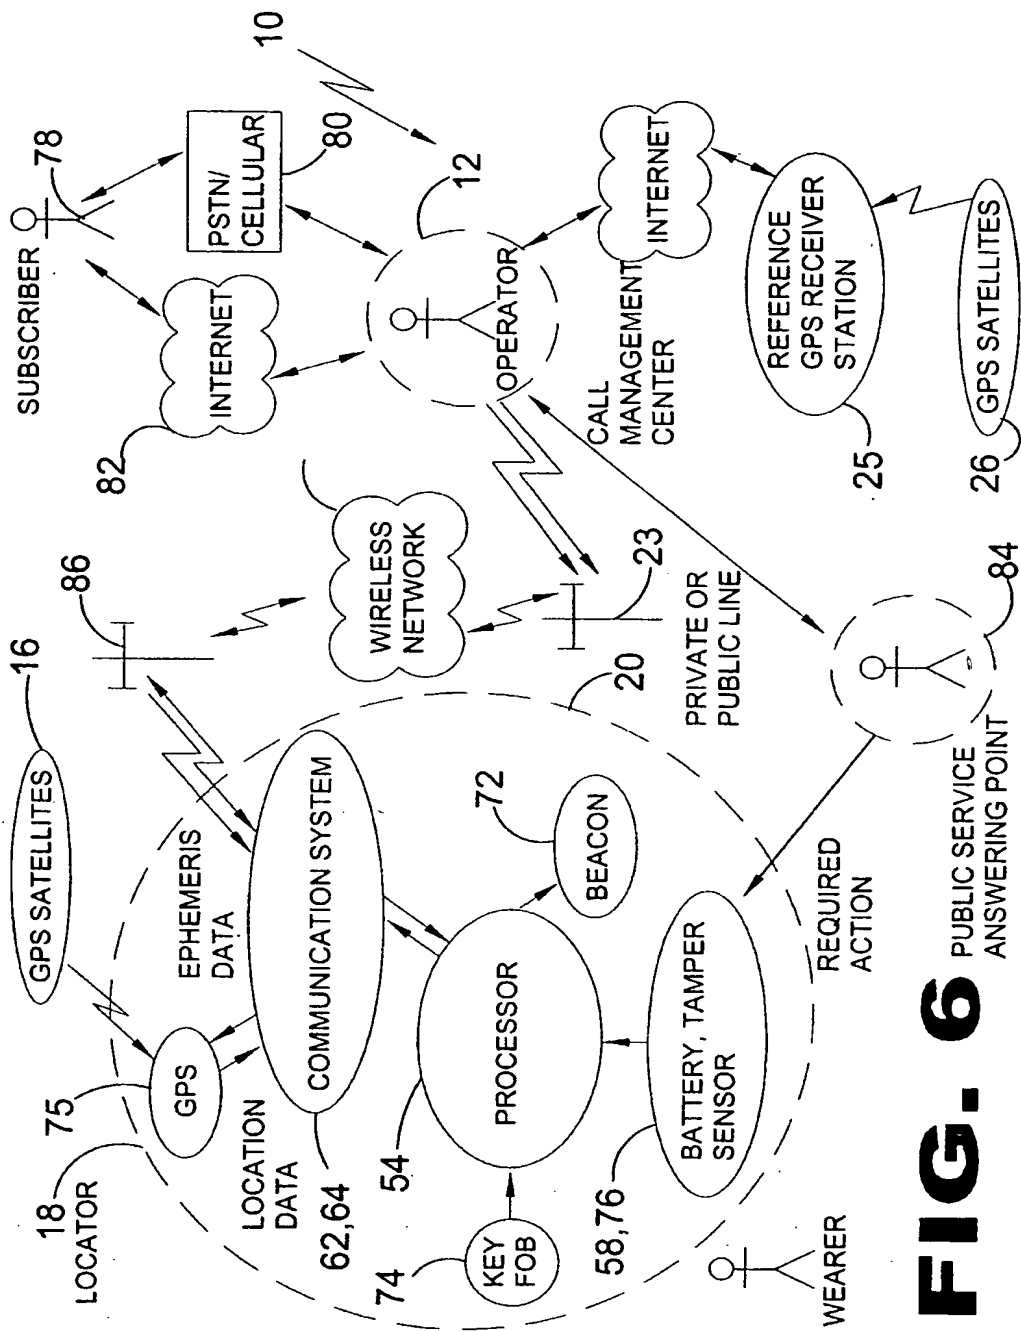 18
LOCATOR
75
GPS
GPS SATELLITES
16
86
82
SUBSCRIBER
78
INTERNET
PSTN/
CELLULAR
80
10
LOCATION
DATA
EPHEMERIS
DATA
62,64
COMMUNICATION SYSTEM
WIRELESS
NETWORK
OPERATOR
12
74
KEY
FOB
54
PROCESSOR
72
BEACON
20
23
PRIVATE OR
PUBLIC LINE
CALL
MANAGEMENT
CENTER
INTERNET
58,76
BATTERY, TAMPER
SENSOR
REQUIRED
ACTION
WEARER
84
PUBLIC SERVICE
ANSWERING POINT
25
REFERENCE
GPS RECEIVER
STATION
26
GPS SATELLITES
FIG. 6